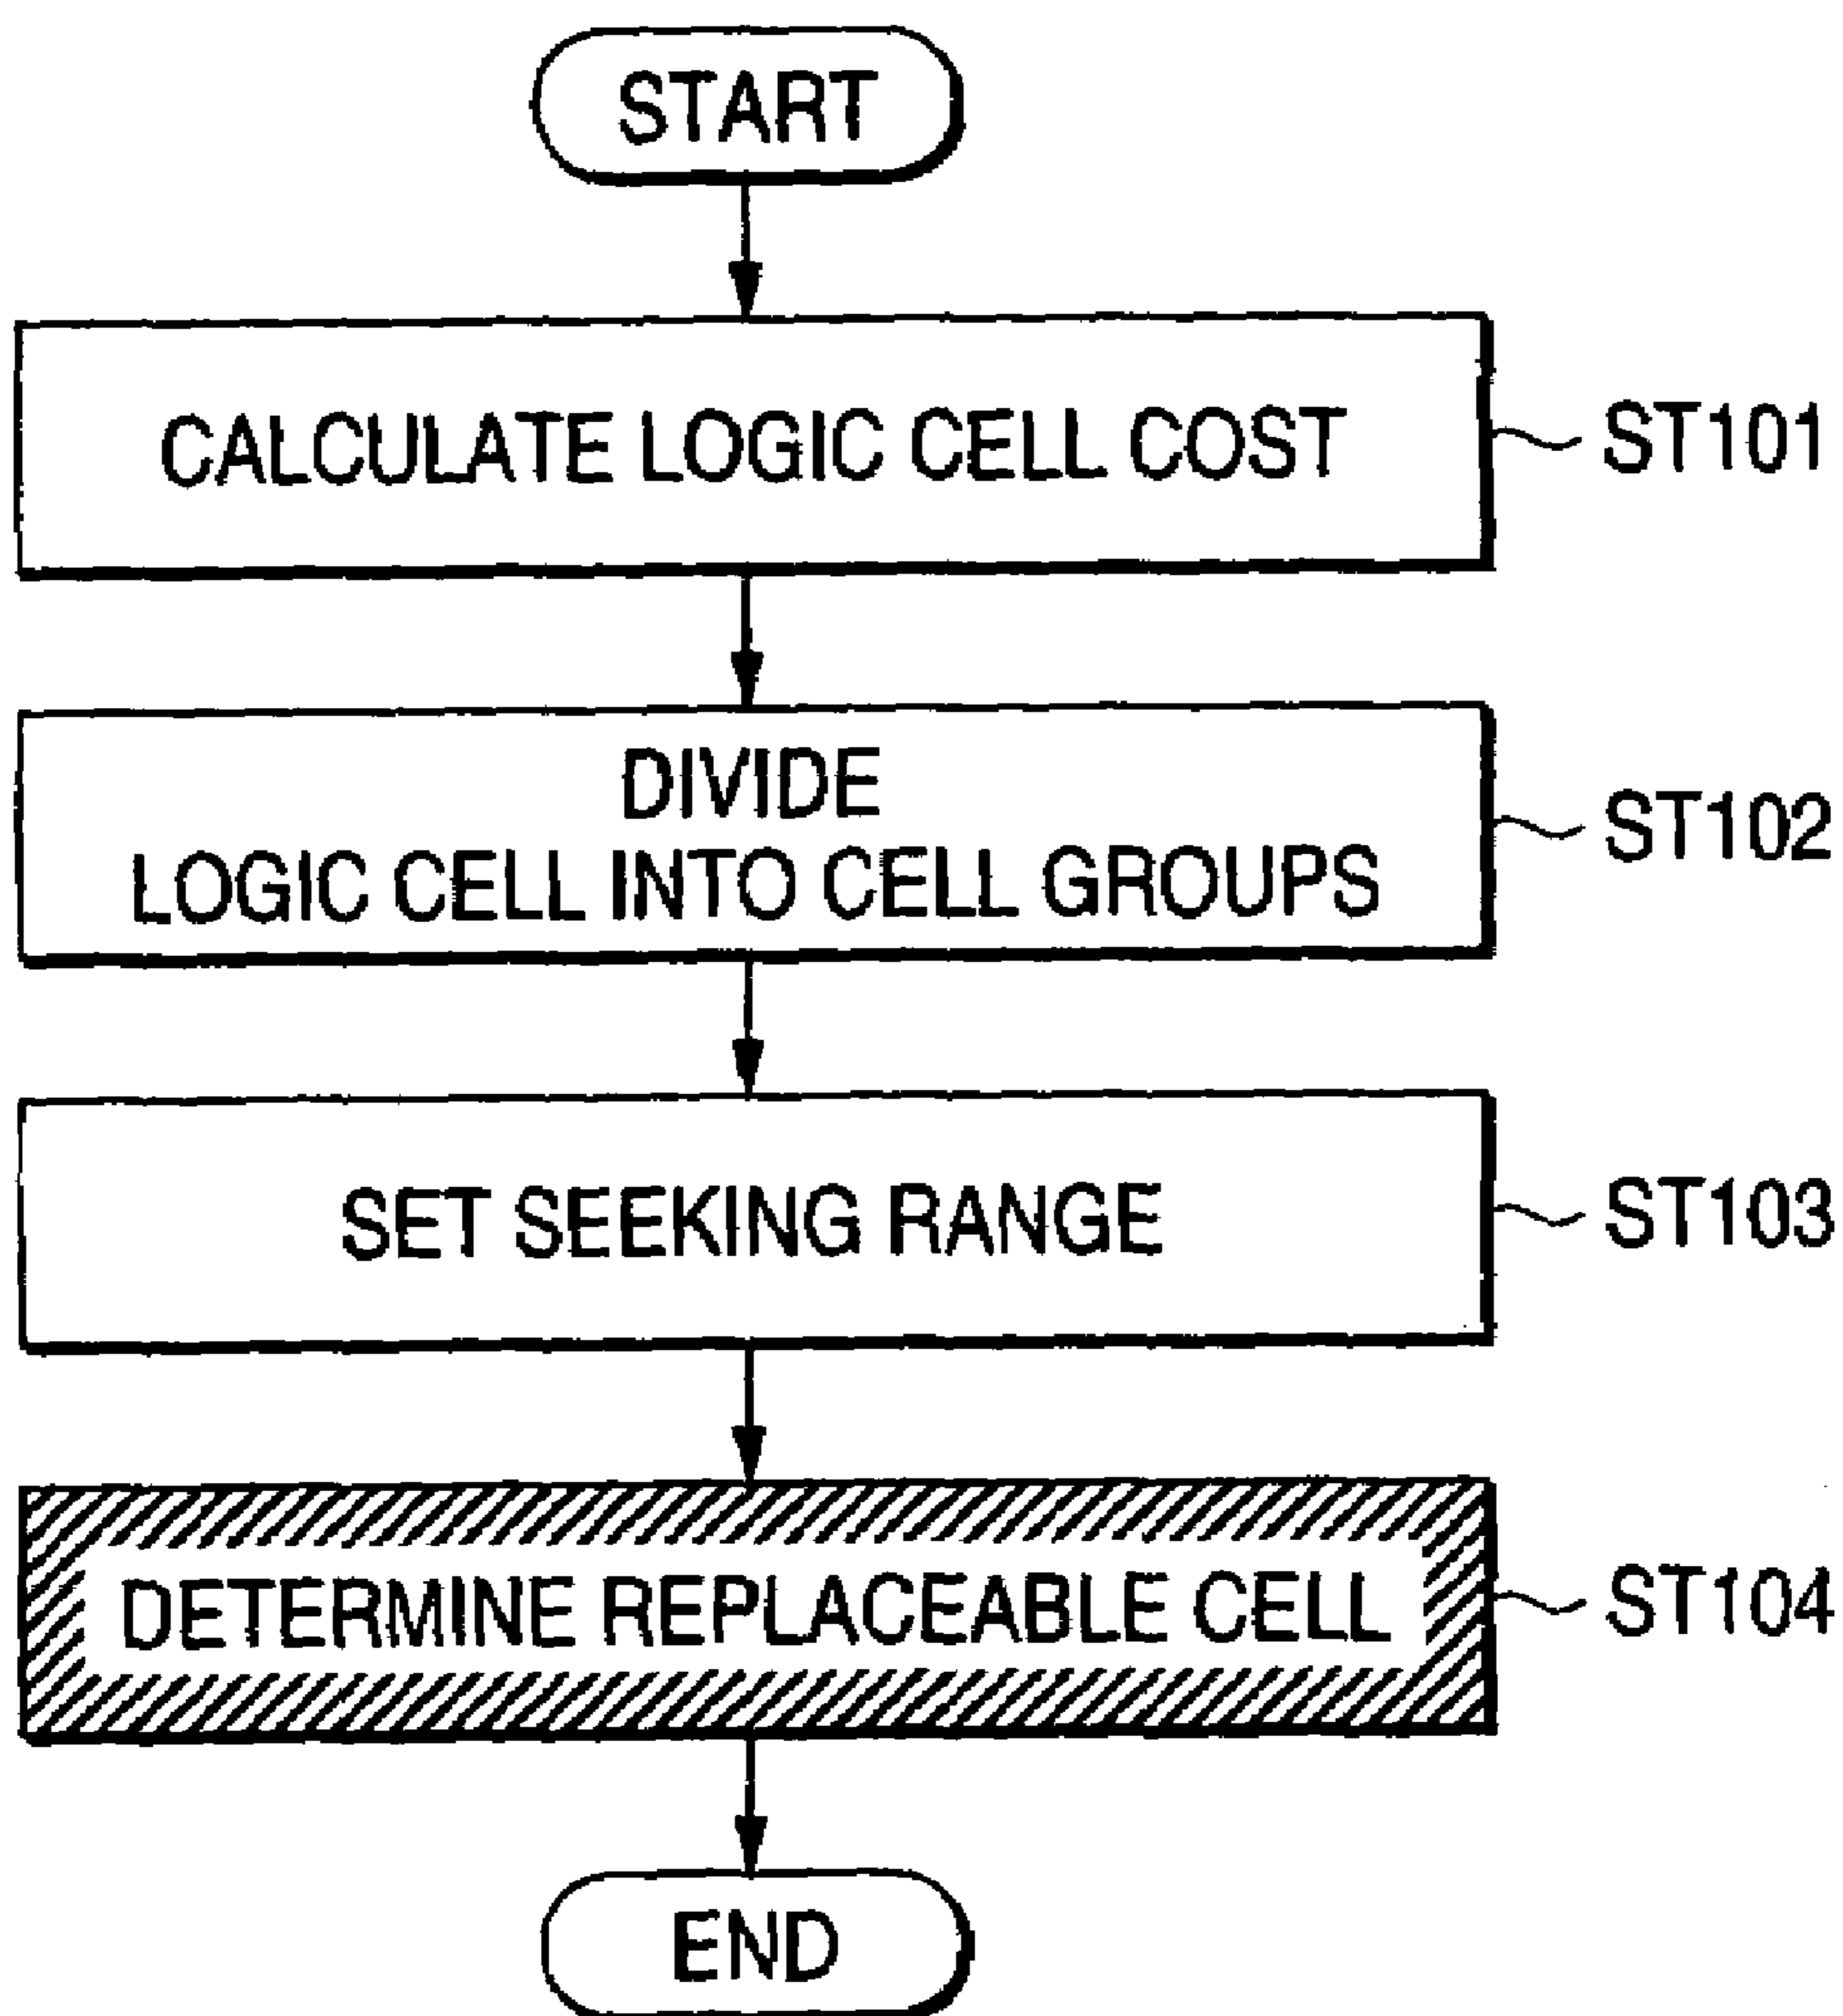 START
CALCULATE LOGIC CELL COST
ST101
DIVIDE
LOGIC CELL INTO CELL GROUPS
ST102
SET SEEKING RANGE
ST103
DETERMINE REPLACEABLE CELL
ST104
END